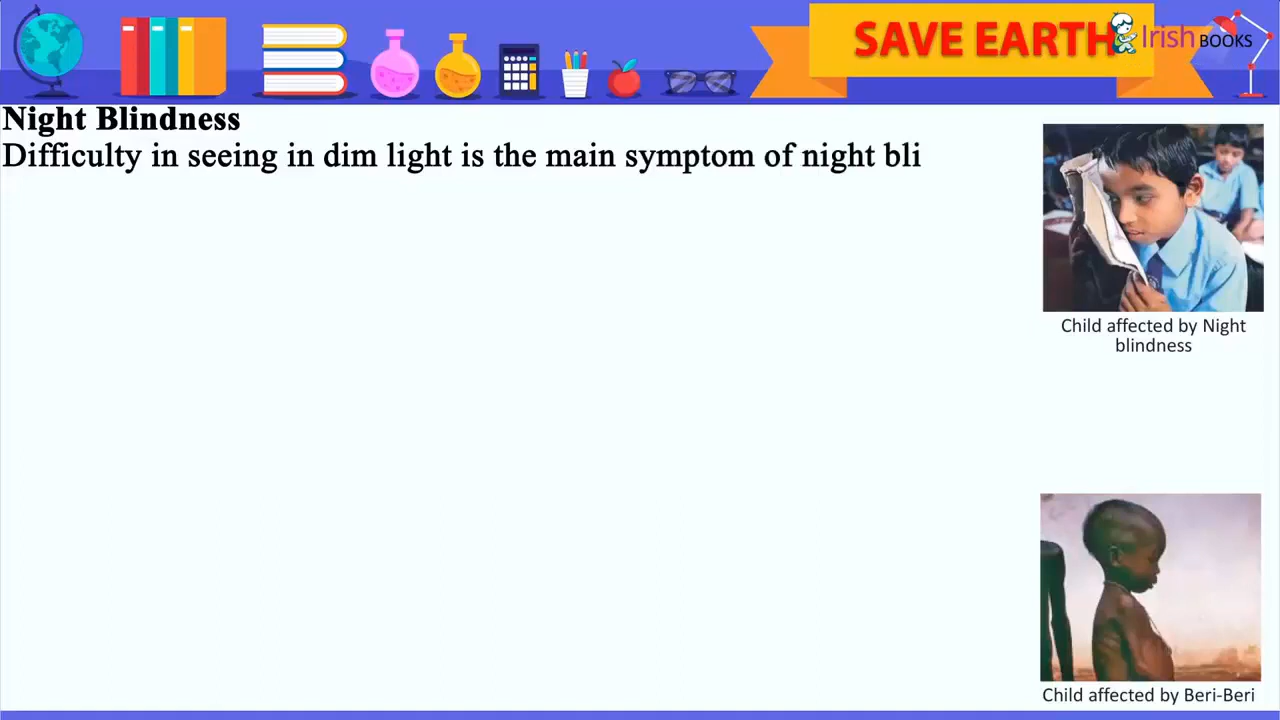 SAVE EARTH
Irish BOOKS
Night Blindness
Difficulty in seeing in dim light is the main symptom of night bli
Child affected by Night
blindness
Child affected by Beri-Beri